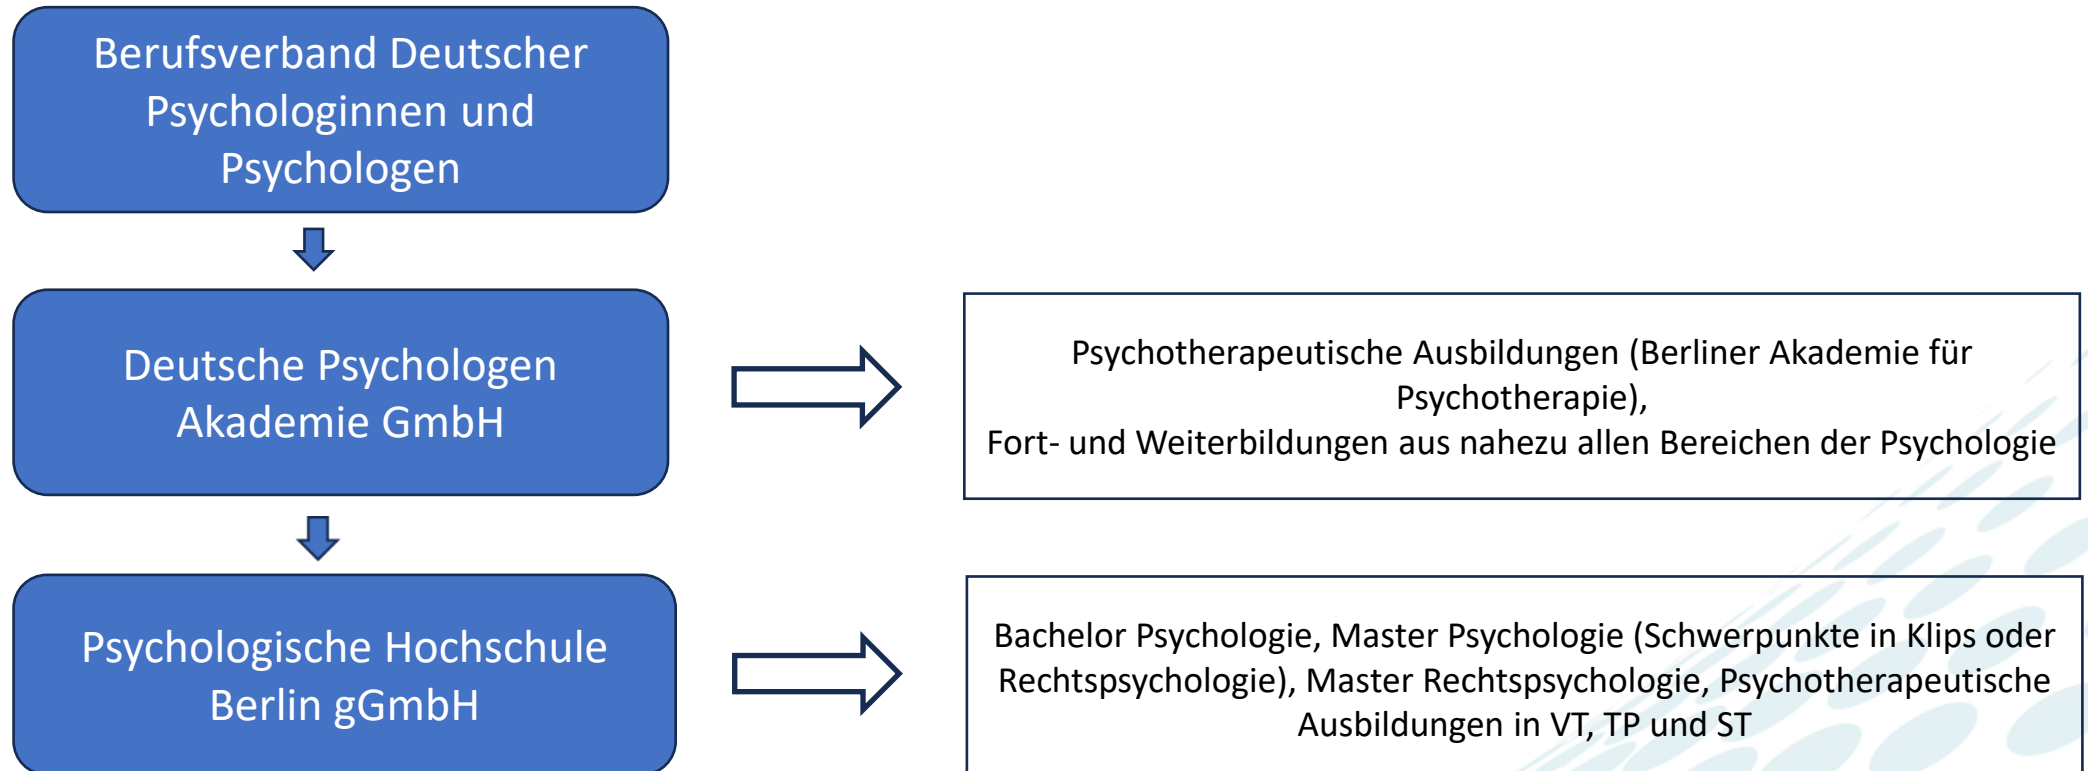 Berufsverband Deutscher
Psychologinnen und
Psychologen
Deutsche Psychologen
Akademie GmbH
Psychotherapeutische Ausbildungen (Berliner Akademie für
Psychotherapie),
Fort- und Weiterbildungen aus nahezu allen Bereichen der Psychologie
Psychologische Hochschule
Berlin gGmbH
Bachelor Psychologie, Master Psychologie (Schwerpunkte in Klips oder
Rechtspsychologie), Master Rechtspsychologie, Psychotherapeutische
Ausbildungen in VT, TP und ST